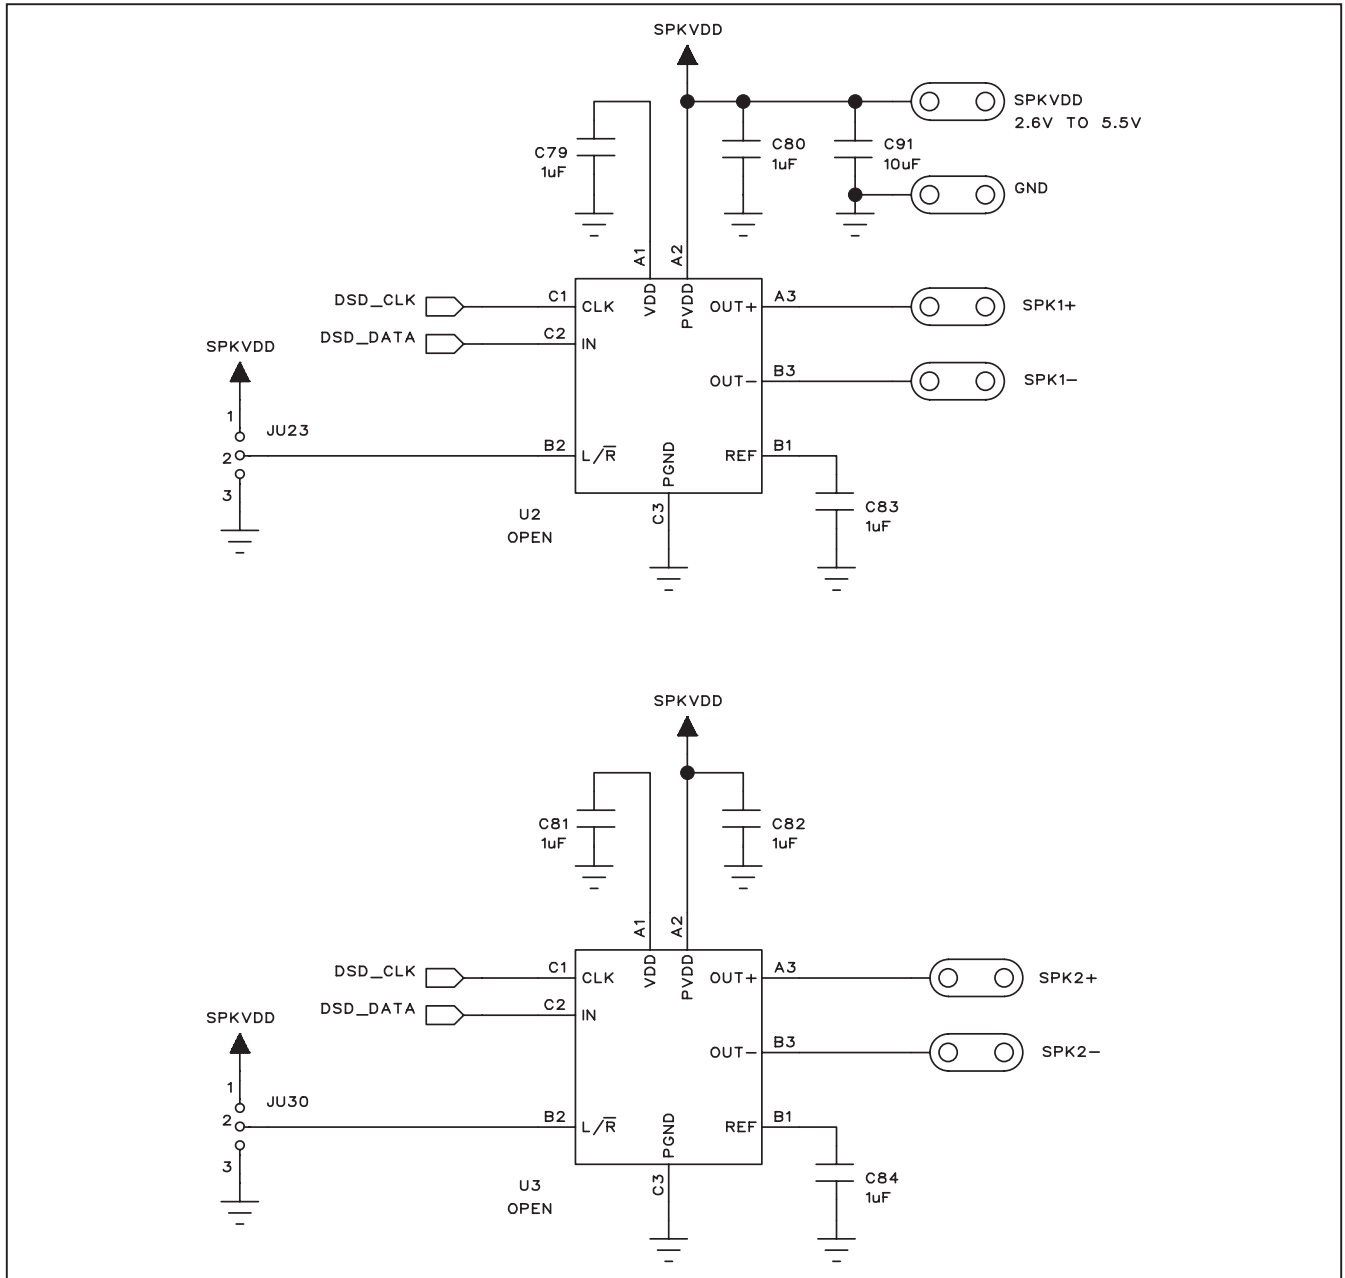 SPKVDD
SPKVDD
2.6V TO 5.5V
C79
1uF
C80
1uF
C91
10uF
GND
A1
A2
DSD_CLK
C1
CLK
VDD
PVDD
OUT+
A3
SPK1+
DSD_DATA
C2
IN
SPKVDD
OUT-
B3
SPK1-
1
JU23
2
B2
L/R
PGND
REF
B1
3
C3
C83
1uF
U2
OPEN
SPKVDD
C81
1uF
C82
1uF
A1
A2
DSD_CLK
C1
CLK
VDD
PVDD
OUT+
A3
SPK2+
DSD_DATA
C2
IN
SPKVDD
OUT-
B3
SPK2-
1
JU30
2
B2
L/R
PGND
REF
B1
3
C3
C84
1uF
U3
OPEN